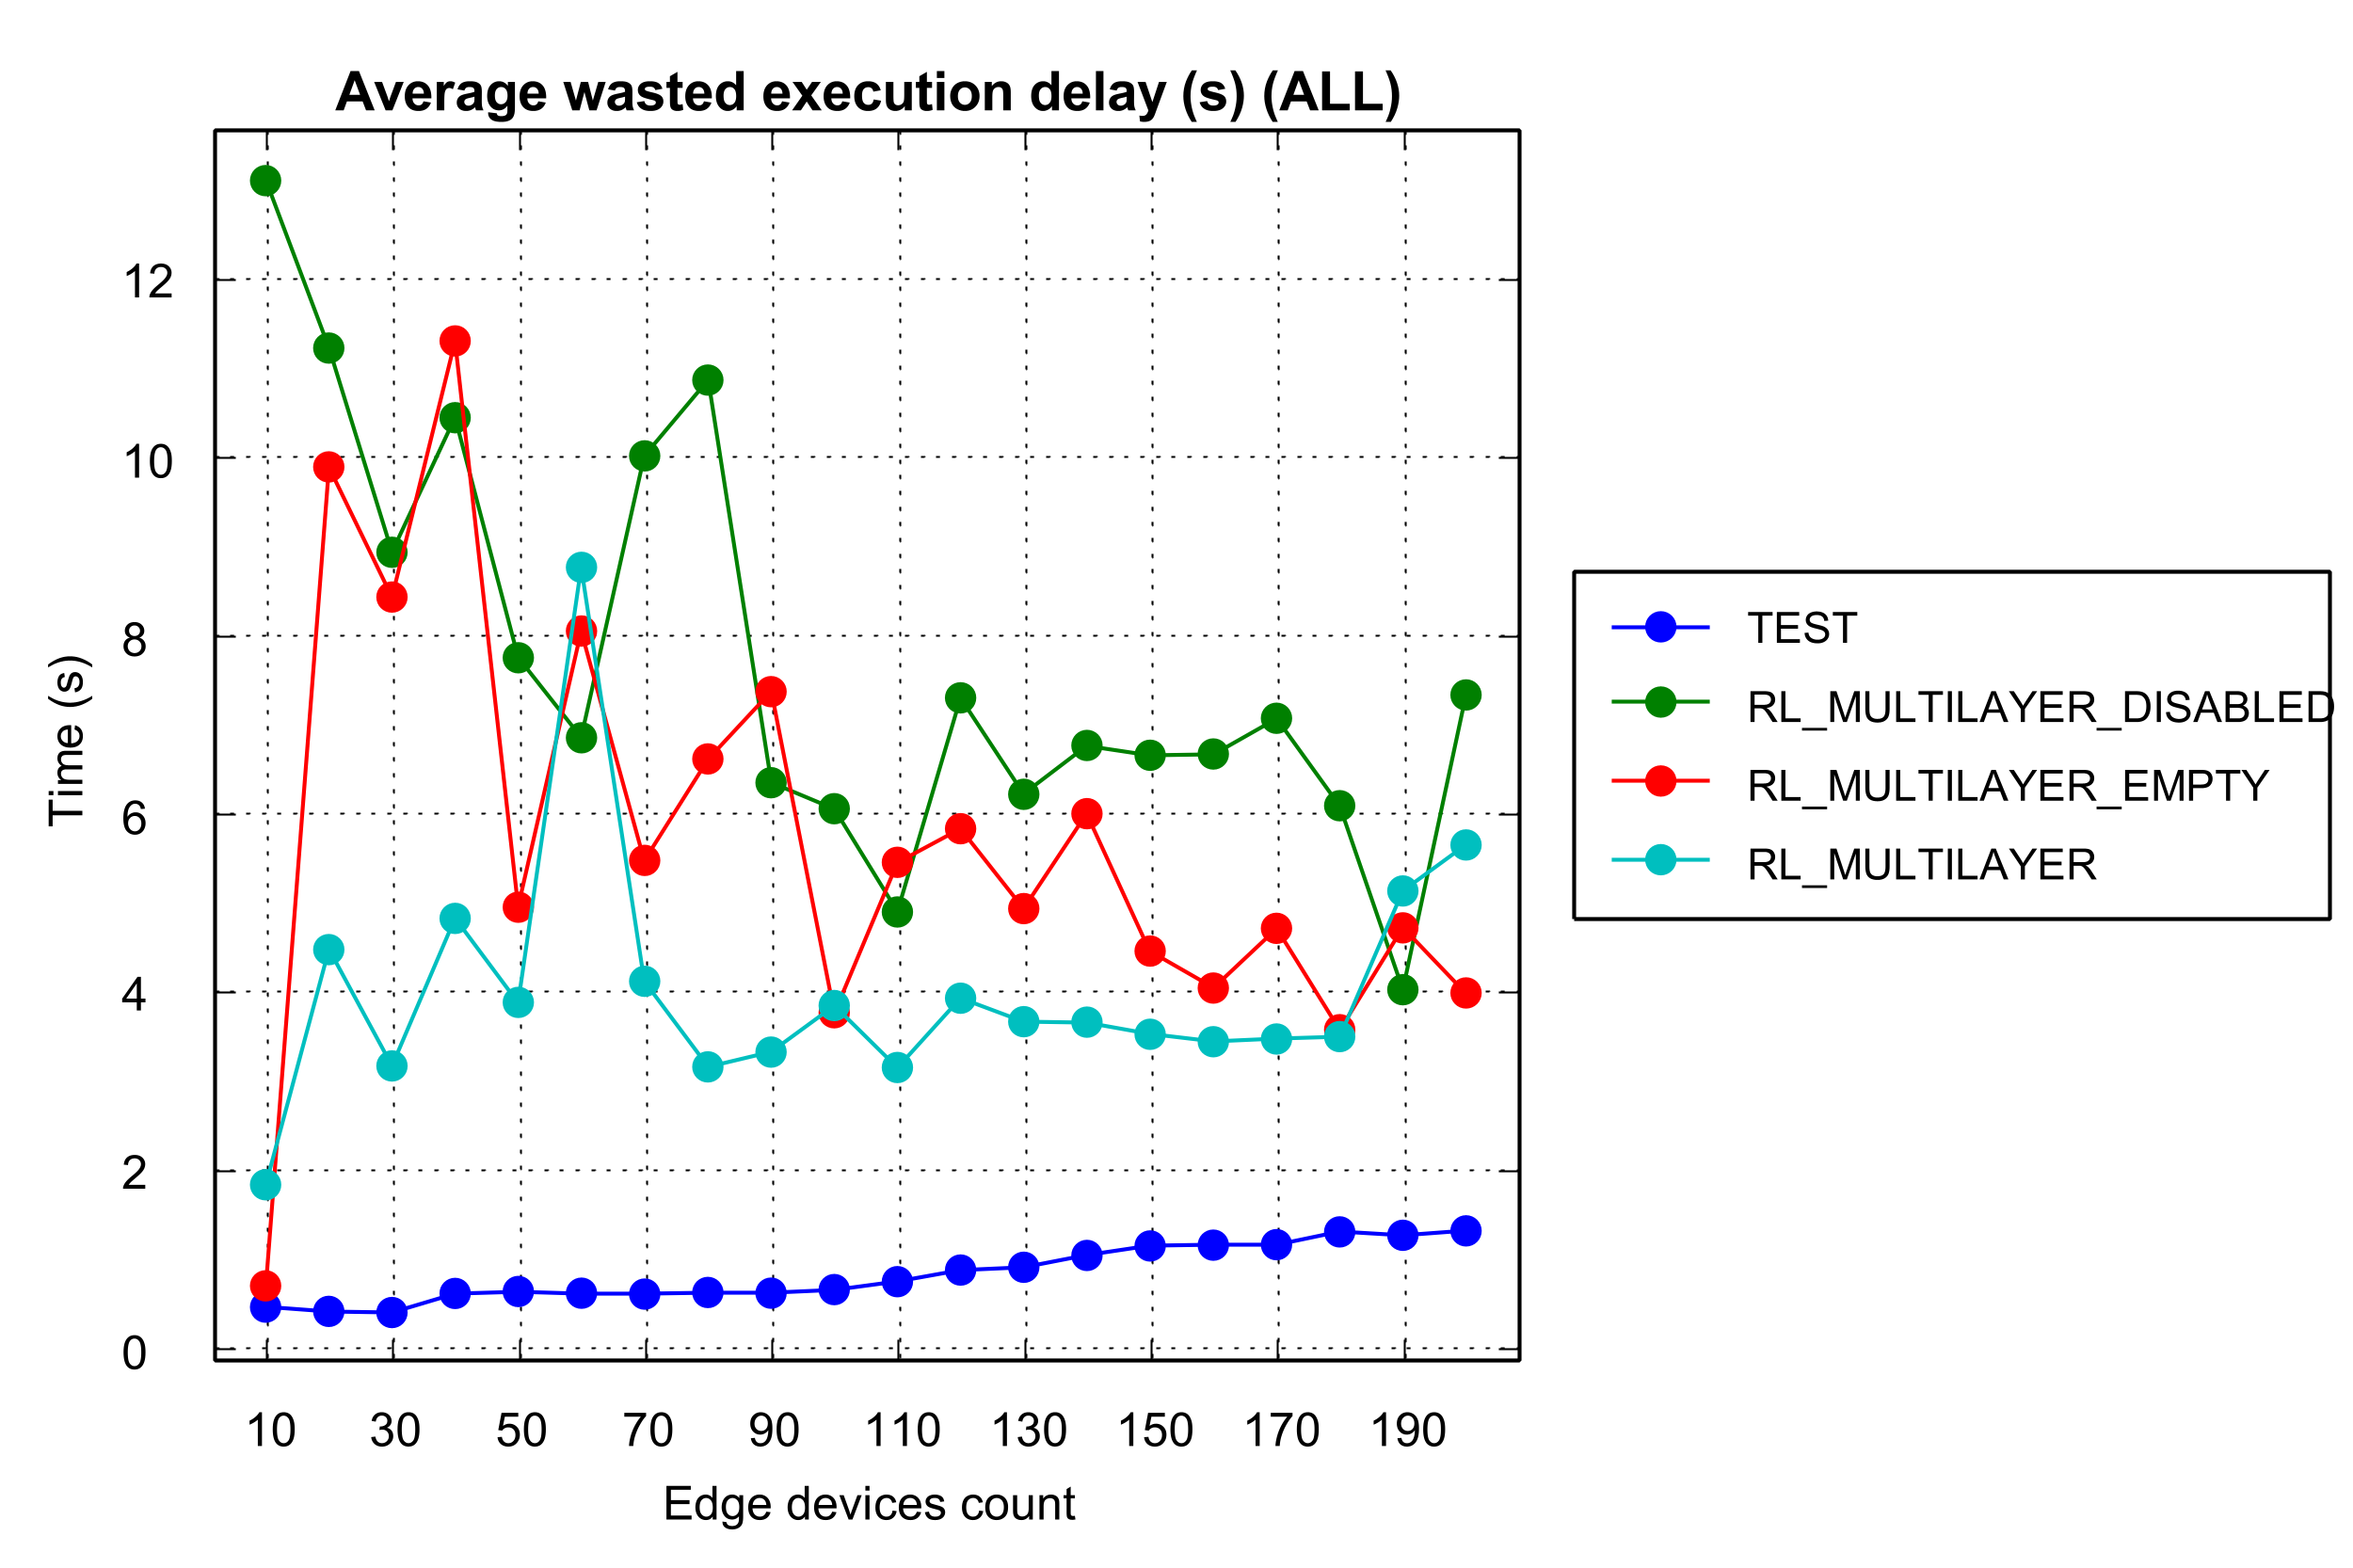 Average wasted execution delay (s) (ALL)
12
10
8
6
4
2
0
Time (s)
10 30 50 70 90 110 130 150 170 190
Edge devices count
TEST
RL_MULTILAYER_DISABLED
RL_MULTILAYER_EMPTY
RL_MULTILAYER